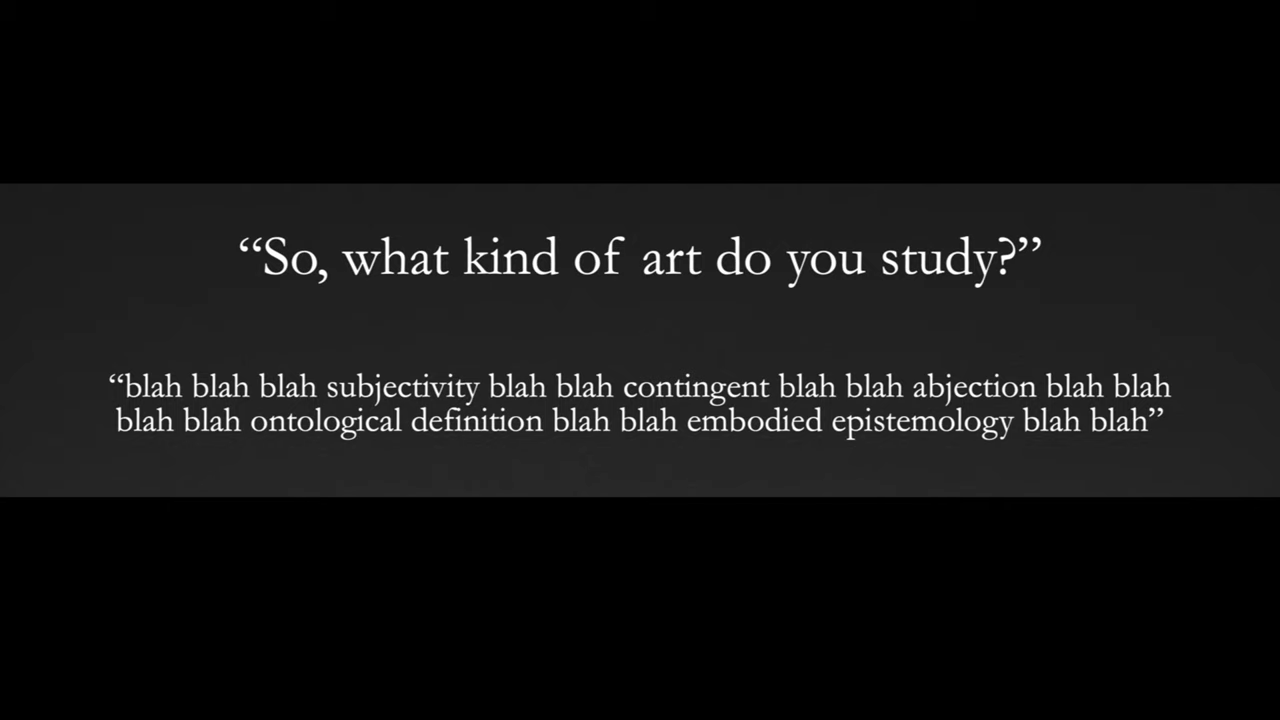 “So, what kind of art do you study?”
“blah blah blah subjectivity blah blah contingent blah blah abjection blah blah
blah blah ontological definition blah blah embodied epistemology blah blah”